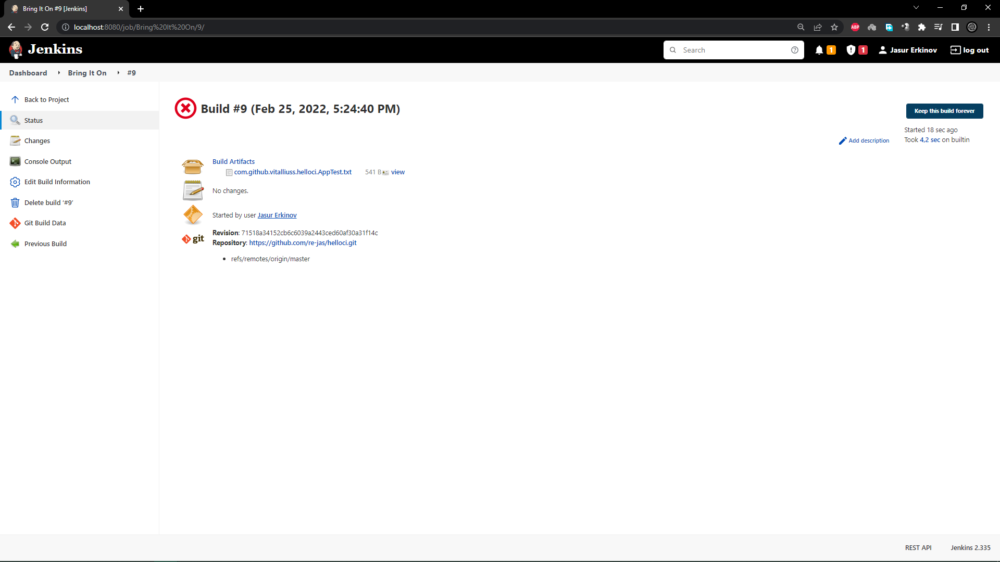 Bring It On #9 [Jenkins]
localhost:8080/job/Bring%20It%20On/9/
ABP
Jenkins
Search
1
1
Jasur Erkinov
log out
Dashboard
Bring It On
#9
Back to Project
Status
Changes
Console Output
Edit Build Information
Delete build ‘#9’
Git Build Data
Previous Build
Build #9 (Feb 25, 2022, 5:24:40 PM)
Keep this build forever
Started 18 sec ago
Took 4,2 sec on builtin
Add description
Build Artifacts
com.github.vitalliuss.helloci.AppTest.txt 541 B view
No changes.
Started by user Jasur Erkinov
git
Revision: 71518a34152cb6c6039a2443ced60af30a31f14c
Repository: https://github.com/re-jas/helloci.git
refs/remotes/origin/master
REST API
Jenkins 2.335